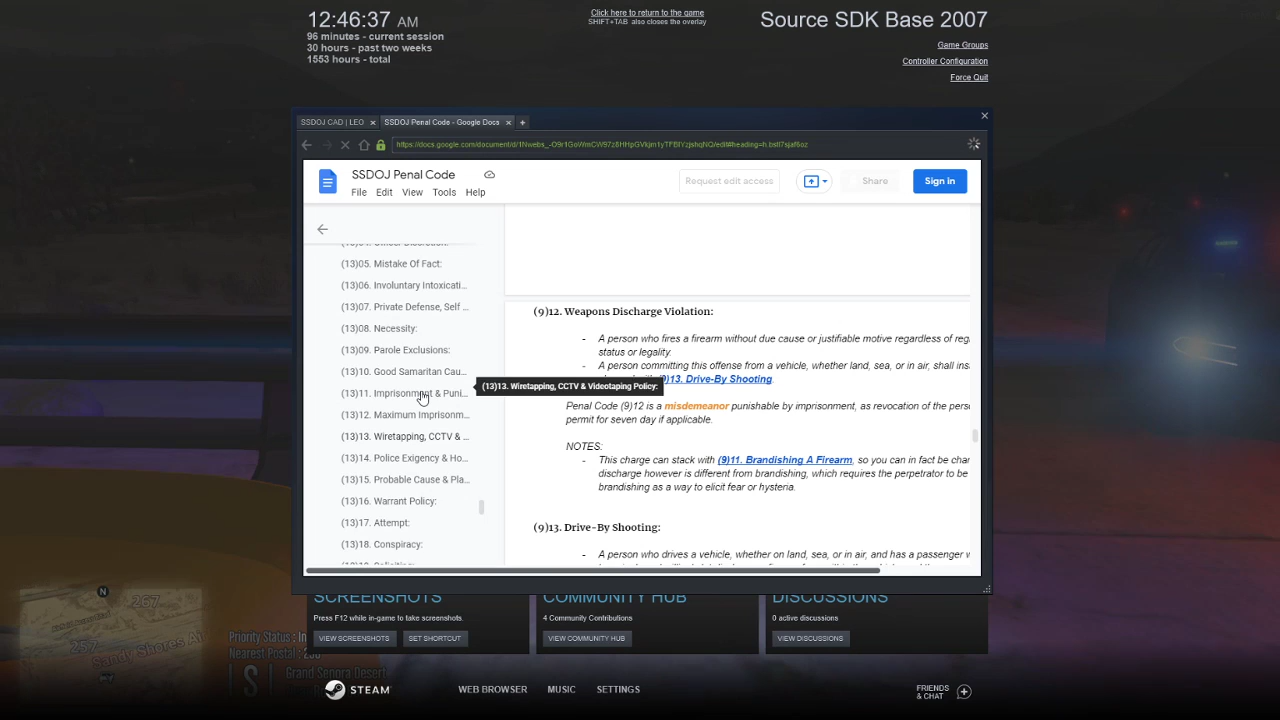 12:46:37 AM
96 minutes - current session
30 hours - past two weeks
1553 hours - total
Click here to return to the game
SHIFT+TAB also closes the overlay
Source SDK Base 2007
Game Groups
Controller Configuration
Force Quit
SSDOJ CAD | LEO
SSDOJ Penal Code - Google Docs
SSDOJ Penal Code
File Edit View Tools Help
Request edit access
Share
Sign in
(13)05. Mistake Of Fact:
(13)06. Involuntary Intoxicati...
(13)07. Private Defense, Self ...
(13)08. Necessity:
(13)09. Parole Exclusions:
(13)10. Good Samaritan Cau...
(13)11. Imprisonment & Puni...
(13)12. Maximum Imprisonm...
(13)13. Wiretapping, CCTV & ...
(13)14. Police Exigency & Ho...
(13)15. Probable Cause & Pla...
(13)16. Warrant Policy:
(13)17. Attempt:
(13)18. Conspiracy:
(13)13. Wiretapping, CCTV & Videotaping Policy:
(9)12. Weapons Discharge Violation:
- A person who fires a firearm without due cause or justifiable motive regardless of reg
status or legality.
- A person committing this offense from a vehicle, whether land, sea, or in air, shall ins
)13. Drive-By Shooting.
Penal Code (9)12 is a misdemeanor punishable by imprisonment, as revocation of the perso
permit for seven day if applicable.
NOTES:
- This charge can stack with (9)11. Brandishing A Firearm, so you can in fact be char
discharge however is different from brandishing, which requires the perpetrator to be
brandishing as a way to elicit fear or hysteria.
(9)13. Drive-By Shooting:
- A person who drives a vehicle, whether on land, sea, or in air, and has a passenger w
SCREENSHOTS
Press F12 while in-game to take screenshots.
VIEW SCREENSHOTS
SET SHORTCUT
COMMUNITY HUB
4 Community Contributions
VIEW COMMUNITY HUB
DISCUSSIONS
0 active discussions
VIEW DISCUSSIONS
N
267
257
Sandy Shores
Priority Status : In
Nearest Postal :
S
Grand Senora Desert
STEAM
WEB BROWSER
MUSIC
SETTINGS
FRIENDS
& CHAT